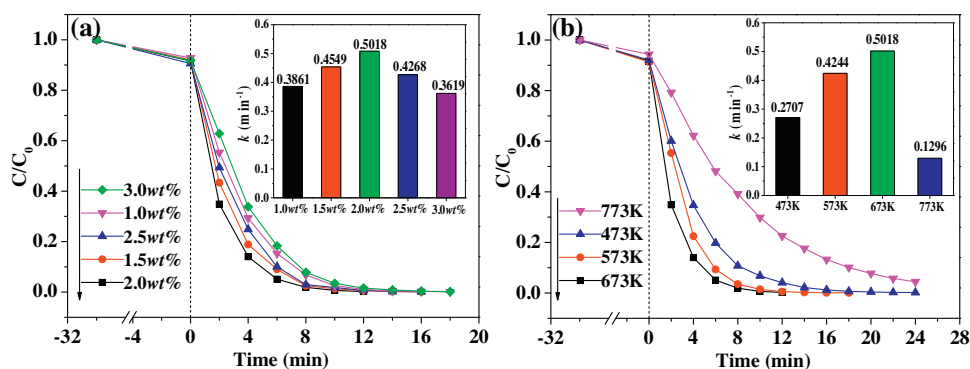 (a)
C/C0
1.0
0.8
0.6
0.4
0.2
0.0
-32
-4
0
4
8
12
16
20
Time (min)
3.0wt%
1.0wt%
2.5wt%
1.5wt%
2.0wt%
k (min-1)
0.6
0.5
0.4
0.3
0.2
0.1
0.0
0.3861
0.4549
0.5018
0.4268
0.3619
1.0wt%
1.5wt%
2.0wt%
2.5wt%
3.0wt%
(b)
C/C0
1.0
0.8
0.6
0.4
0.2
0.0
-32
0
4
8
12
16
20
24
28
Time (min)
773K
473K
573K
673K
k (min-1)
0.6
0.5
0.4
0.3
0.2
0.1
0.0
0.2707
0.4244
0.5018
0.1296
473K
573K
673K
773K